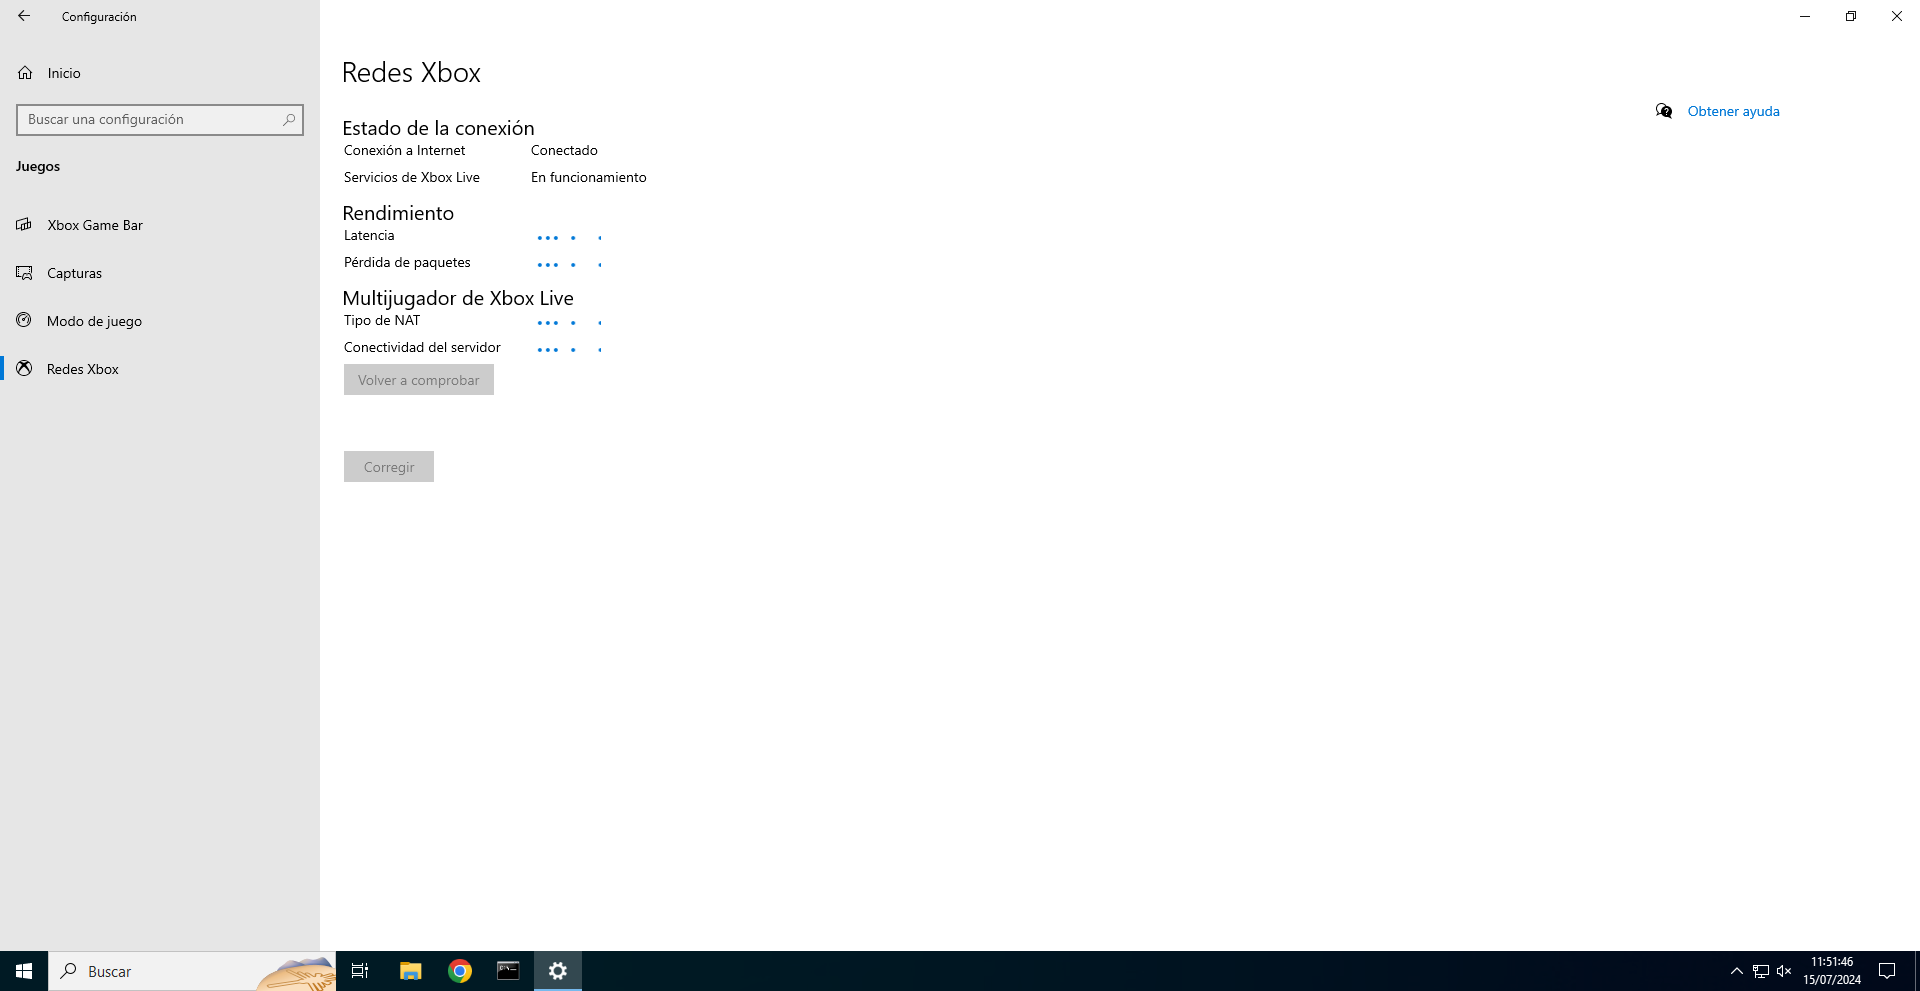 Configuración
Inicio
Buscar una configuración
Juegos
Xbox Game Bar
Capturas
Modo de juego
Redes Xbox
Redes Xbox
Estado de la conexión
Conexión a Internet Conectado
Servicios de Xbox Live En funcionamiento
Rendimiento
Latencia
Pérdida de paquetes
Multijugador de Xbox Live
Tipo de NAT
Conectividad del servidor
Volver a comprobar
Corregir
Obtener ayuda
Buscar
11:51:46
15/07/2024